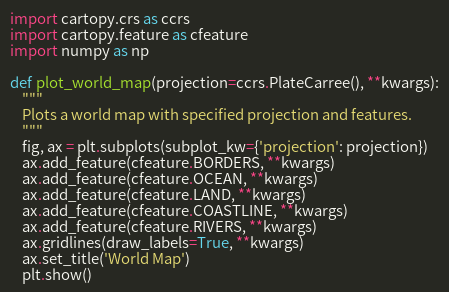 import cartopy.crs as ccrs
import cartopy.feature as cfeature
import numpy as np

def plot_world_map(projection=ccrs.PlateCarree(), **kwargs):
    """
    Plots a world map with specified projection and features.
    """
    fig, ax = plt.subplots(subplot_kw={'projection': projection})
    ax.add_feature(cfeature.BORDERS, **kwargs)
    ax.add_feature(cfeature.OCEAN, **kwargs)
    ax.add_feature(cfeature.LAND, **kwargs)
    ax.add_feature(cfeature.COASTLINE, **kwargs)
    ax.add_feature(cfeature.RIVERS, **kwargs)
    ax.gridlines(draw_labels=True, **kwargs)
    ax.set_title('World Map')
    plt.show()